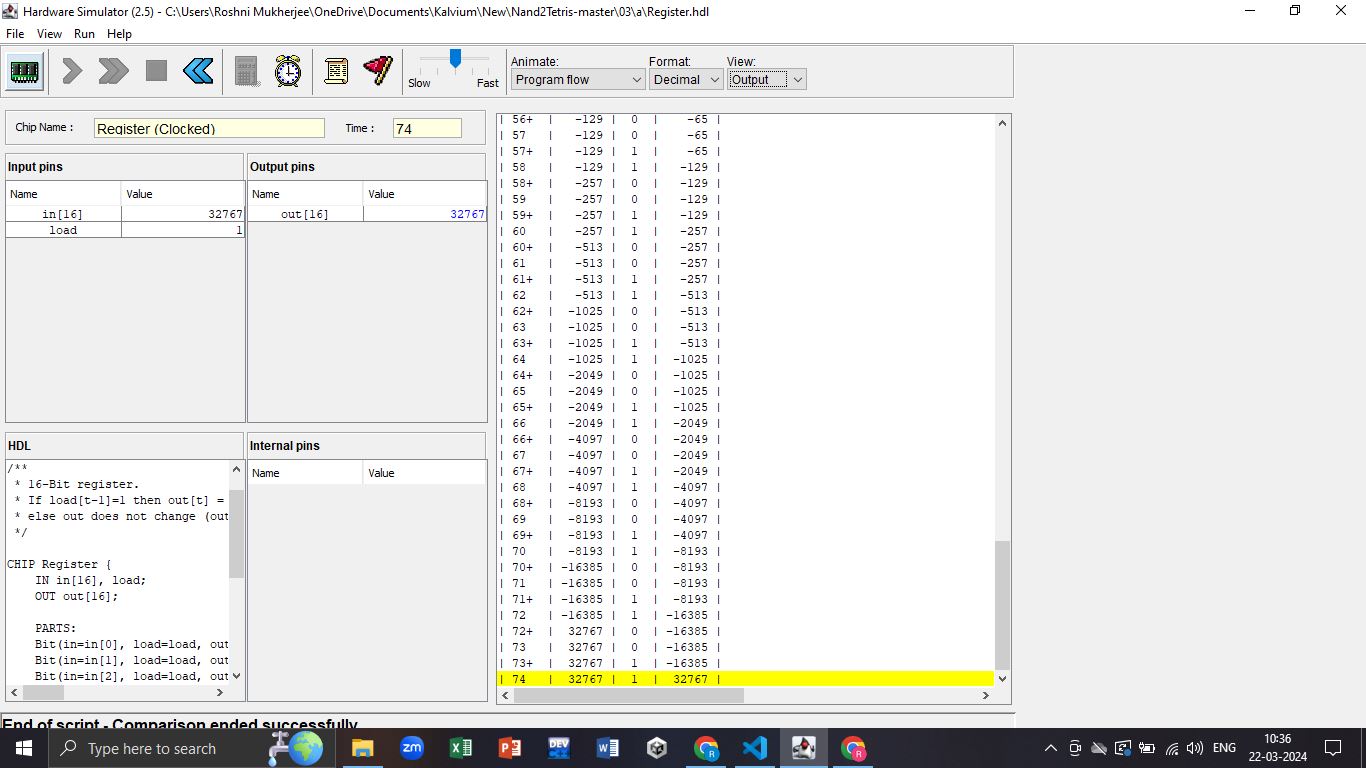 Hardware Simulator (2.5) - C:\Users\Roshni Mukherjee\OneDrive\Documents\Kalvium\New\Nand2Tetris-master\03\a\Register.hdl
File View Run Help
Animate: Format: View:
Slow Fast Program flow Decimal Output
Chip Name : Register (Clocked) Time : 74
Input pins
Name Value
in[16] 32767
load 1
Output pins
Name Value
out[16] 32767
HDL
/**
* 16-Bit register.
* If load[t-1]=1 then out[t] =
* else out does not change (out
*/
CHIP Register {
IN in[16], load;
OUT out[16];
PARTS:
Bit(in=in[0], load=load, out
Bit(in=in[1], load=load, out
Bit(in=in[2], load=load, out
Internal pins
Name Value
| 56+ | -129 | 0 | -65 |
| 57 | -129 | 0 | -65 |
| 57+ | -129 | 1 | -65 |
| 58 | -129 | 1 | -129 |
| 58+ | -257 | 0 | -129 |
| 59 | -257 | 0 | -129 |
| 59+ | -257 | 1 | -129 |
| 60 | -257 | 1 | -257 |
| 60+ | -513 | 0 | -257 |
| 61 | -513 | 0 | -257 |
| 61+ | -513 | 1 | -257 |
| 62 | -513 | 1 | -513 |
| 62+ | -1025 | 0 | -513 |
| 63 | -1025 | 0 | -513 |
| 63+ | -1025 | 1 | -513 |
| 64 | -1025 | 1 | -1025 |
| 64+ | -2049 | 0 | -1025 |
| 65 | -2049 | 0 | -1025 |
| 65+ | -2049 | 1 | -1025 |
| 66 | -2049 | 1 | -2049 |
| 66+ | -4097 | 0 | -2049 |
| 67 | -4097 | 0 | -2049 |
| 67+ | -4097 | 1 | -2049 |
| 68 | -4097 | 1 | -4097 |
| 68+ | -8193 | 0 | -4097 |
| 69 | -8193 | 0 | -4097 |
| 69+ | -8193 | 1 | -4097 |
| 70 | -8193 | 1 | -8193 |
| 70+ | -16385 | 0 | -8193 |
| 71 | -16385 | 0 | -8193 |
| 71+ | -16385 | 1 | -8193 |
| 72 | -16385 | 1 | -16385 |
| 72+ | 32767 | 0 | -16385 |
| 73 | 32767 | 0 | -16385 |
| 73+ | 32767 | 1 | -16385 |
| 74 | 32767 | 1 | 32767 |
End of script - Comparison ended successfully
Type here to search
zm
DEV
R
R
ENG
10:36
22-03-2024